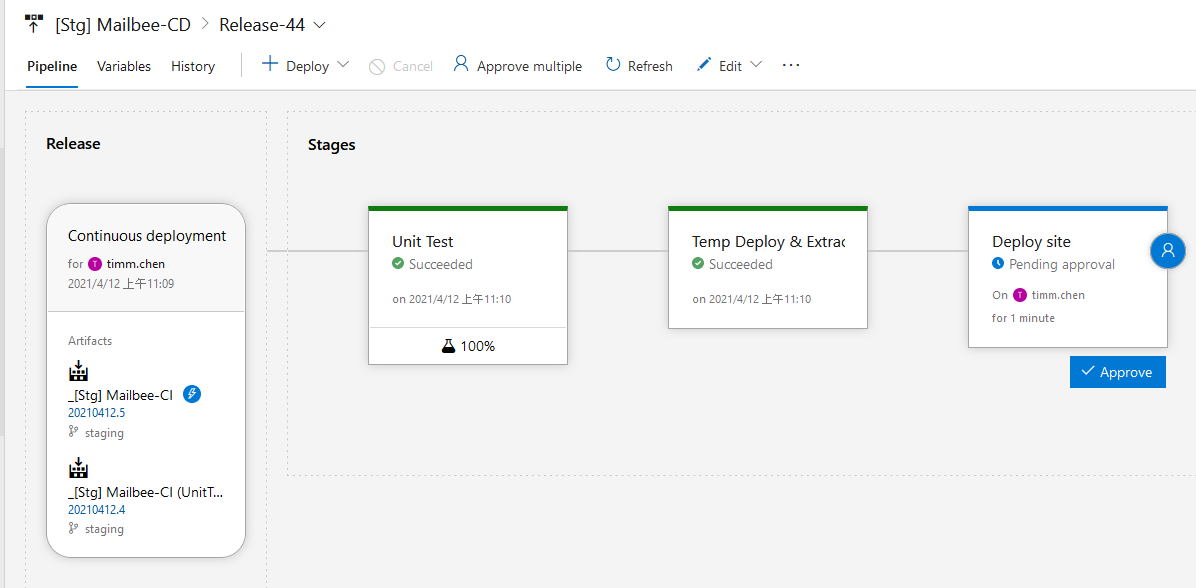 [Stg] Mailbee-CD > Release-44
Pipeline Variables History Deploy Cancel Approve multiple Refresh Edit ...
Release
Continuous deployment
for T timm.chen
2021/4/12 上午11:09
Artifacts
_[Stg] Mailbee-CI
20210412.5
staging
_[Stg] Mailbee-CI (UnitT...
20210412.4
staging
Stages
Unit Test
Succeeded
on 2021/4/12 上午11:10
100%
Temp Deploy & Extrac
Succeeded
on 2021/4/12 上午11:10
Deploy site
Pending approval
On T timm.chen
for 1 minute
Approve